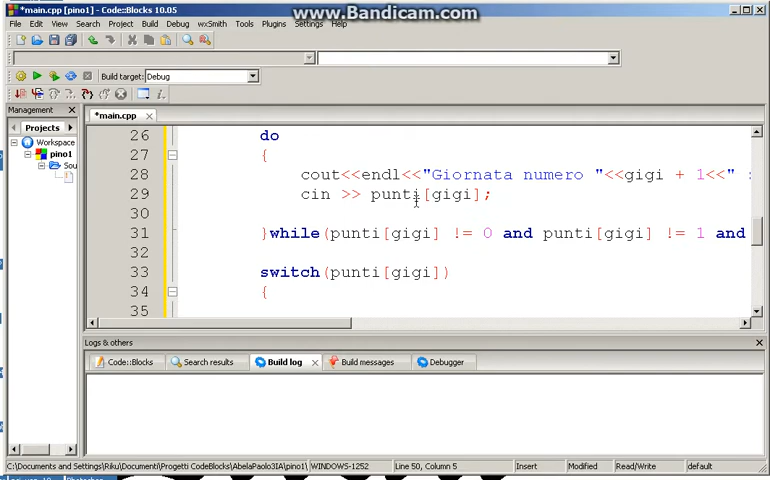 *main.cpp [pino1] - Code::Blocks 10.05
www.Bandicam.com
File Edit View Search Project Build Debug wxSmith Tools Plugins Settings Help
Build target: Debug
Management
Projects
Workspace
pino1
Sou
*main.cpp
26 do
27 {
28 cout<<endl<<"Giornata numero "<<gigi + 1<<" s
29 cin >> punti[gigi];
30
31 }while(punti[gigi] != 0 and punti[gigi] != 1 and
32
33 switch(punti[gigi])
34 {
35
Logs & others
Code::Blocks Search results Build log Build messages Debugger
C:\Documents and Settings\Riku\Documenti\Progetti CodeBlocks\AbelaPaolo3IA\pino1\ WINDOWS-1252 Line 50, Column 5 Insert Modified Read/Write default